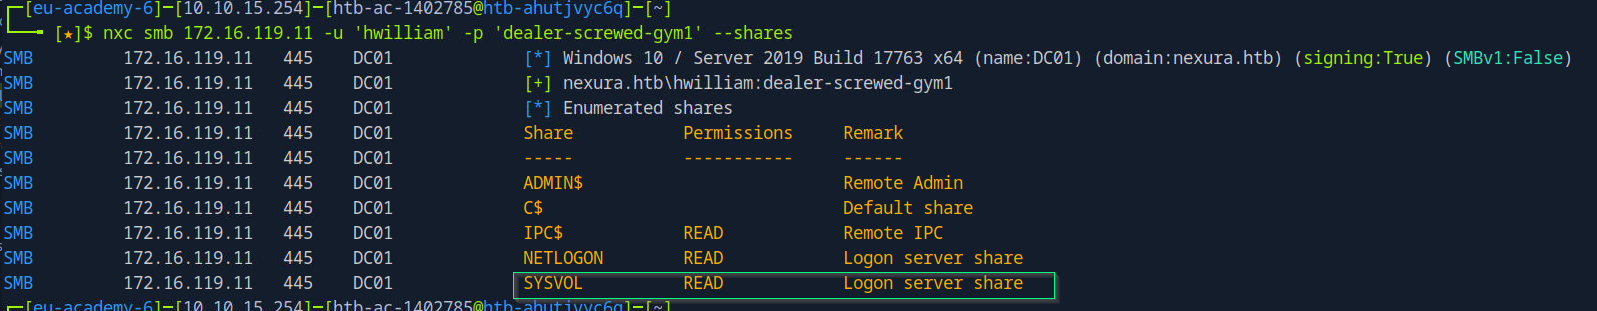 ┌─[eu-academy-6]─[10.10.15.254]─[htb-ac-1402785@htb-ahutjvyc6q]─[~]
└──╼ [★]$ nxc smb 172.16.119.11 -u 'hwilliam' -p 'dealer-screwed-gym1' --shares
SMB 172.16.119.11 445 DC01 [*] Windows 10 / Server 2019 Build 17763 x64 (name:DC01) (domain:nexura.htb) (signing:True) (SMBv1:False)
SMB 172.16.119.11 445 DC01 [+] nexura.htb\hwilliam:dealer-screwed-gym1
SMB 172.16.119.11 445 DC01 [*] Enumerated shares
SMB 172.16.119.11 445 DC01 Share Permissions Remark
SMB 172.16.119.11 445 DC01 ----- ----------- ------
SMB 172.16.119.11 445 DC01 ADMIN$ Remote Admin
SMB 172.16.119.11 445 DC01 C$ Default share
SMB 172.16.119.11 445 DC01 IPC$ READ Remote IPC
SMB 172.16.119.11 445 DC01 NETLOGON READ Logon server share
SMB 172.16.119.11 445 DC01 SYSVOL READ Logon server share
┌─[eu-academy-6]─[10.10.15.254]─[htb-ac-1402785@htb-ahutjvyc6q]─[~]